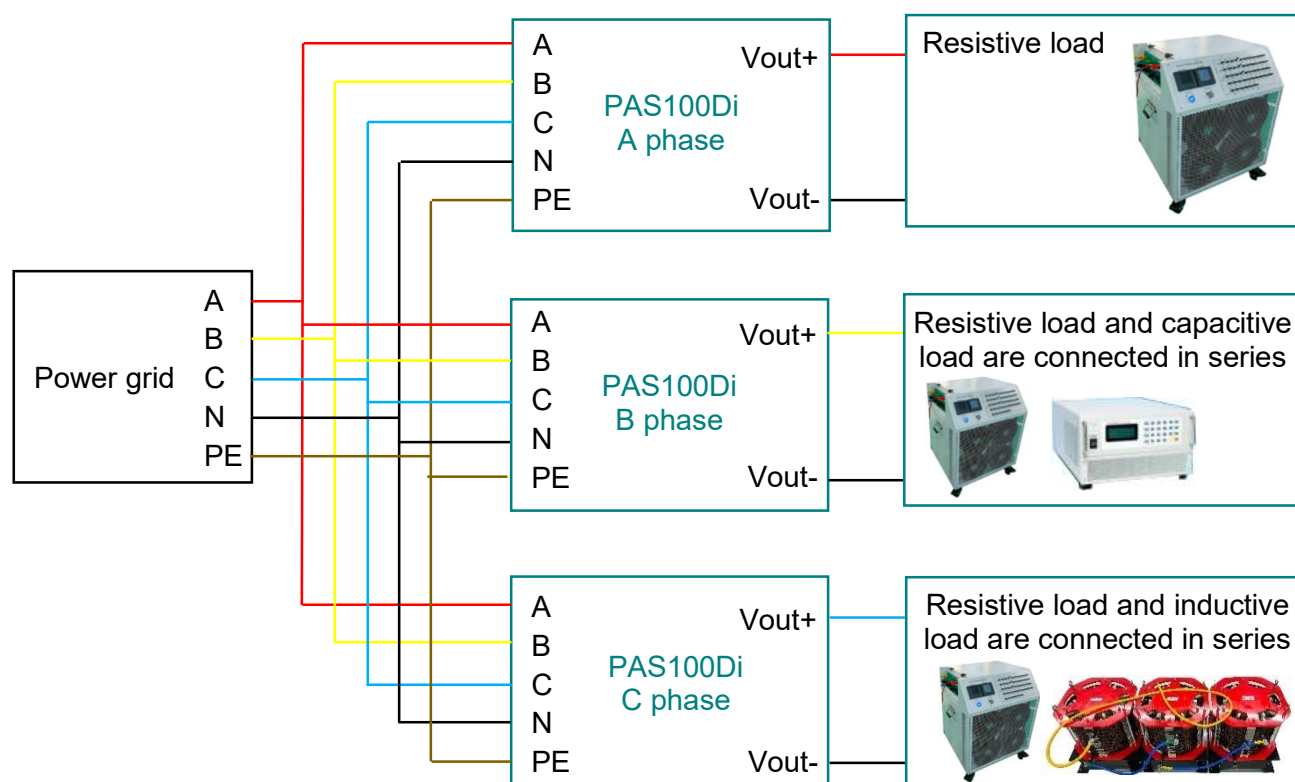 Power grid
A
B
C
N
PE
A
B
C
N
PE
PAS100Di
A phase
Vout+
Vout-
Resistive load
A
B
C
N
PE
PAS100Di
B phase
Vout+
Vout-
Resistive load and capacitive
load are connected in series
A
B
C
N
PE
PAS100Di
C phase
Vout+
Vout-
Resistive load and inductive
load are connected in series